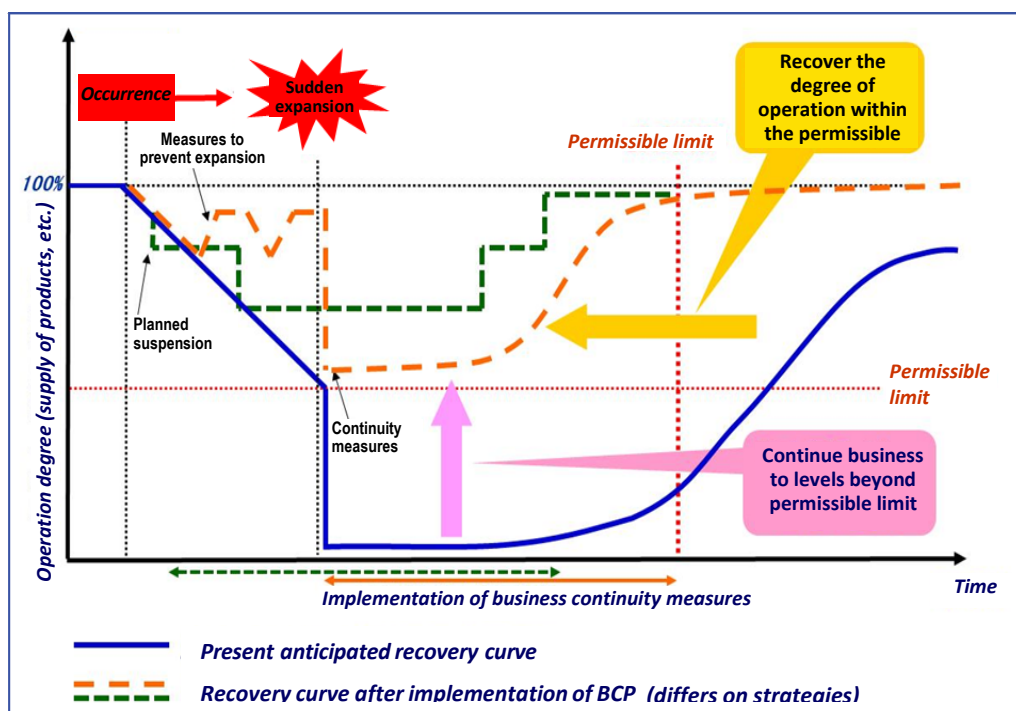 Occurrence
Sudden
expansion
Recover the
degree of
operation within
the permissible
Measures to
prevent expansion
Permissible limit
100%
Operation degree (supply of products, etc.)
Planned
suspension
Permissible
limit
Continuity
measures
Continue business
to levels beyond
permissible limit
Time
Implementation of business continuity measures
Present anticipated recovery curve
Recovery curve after implementation of BCP (differs on strategies)